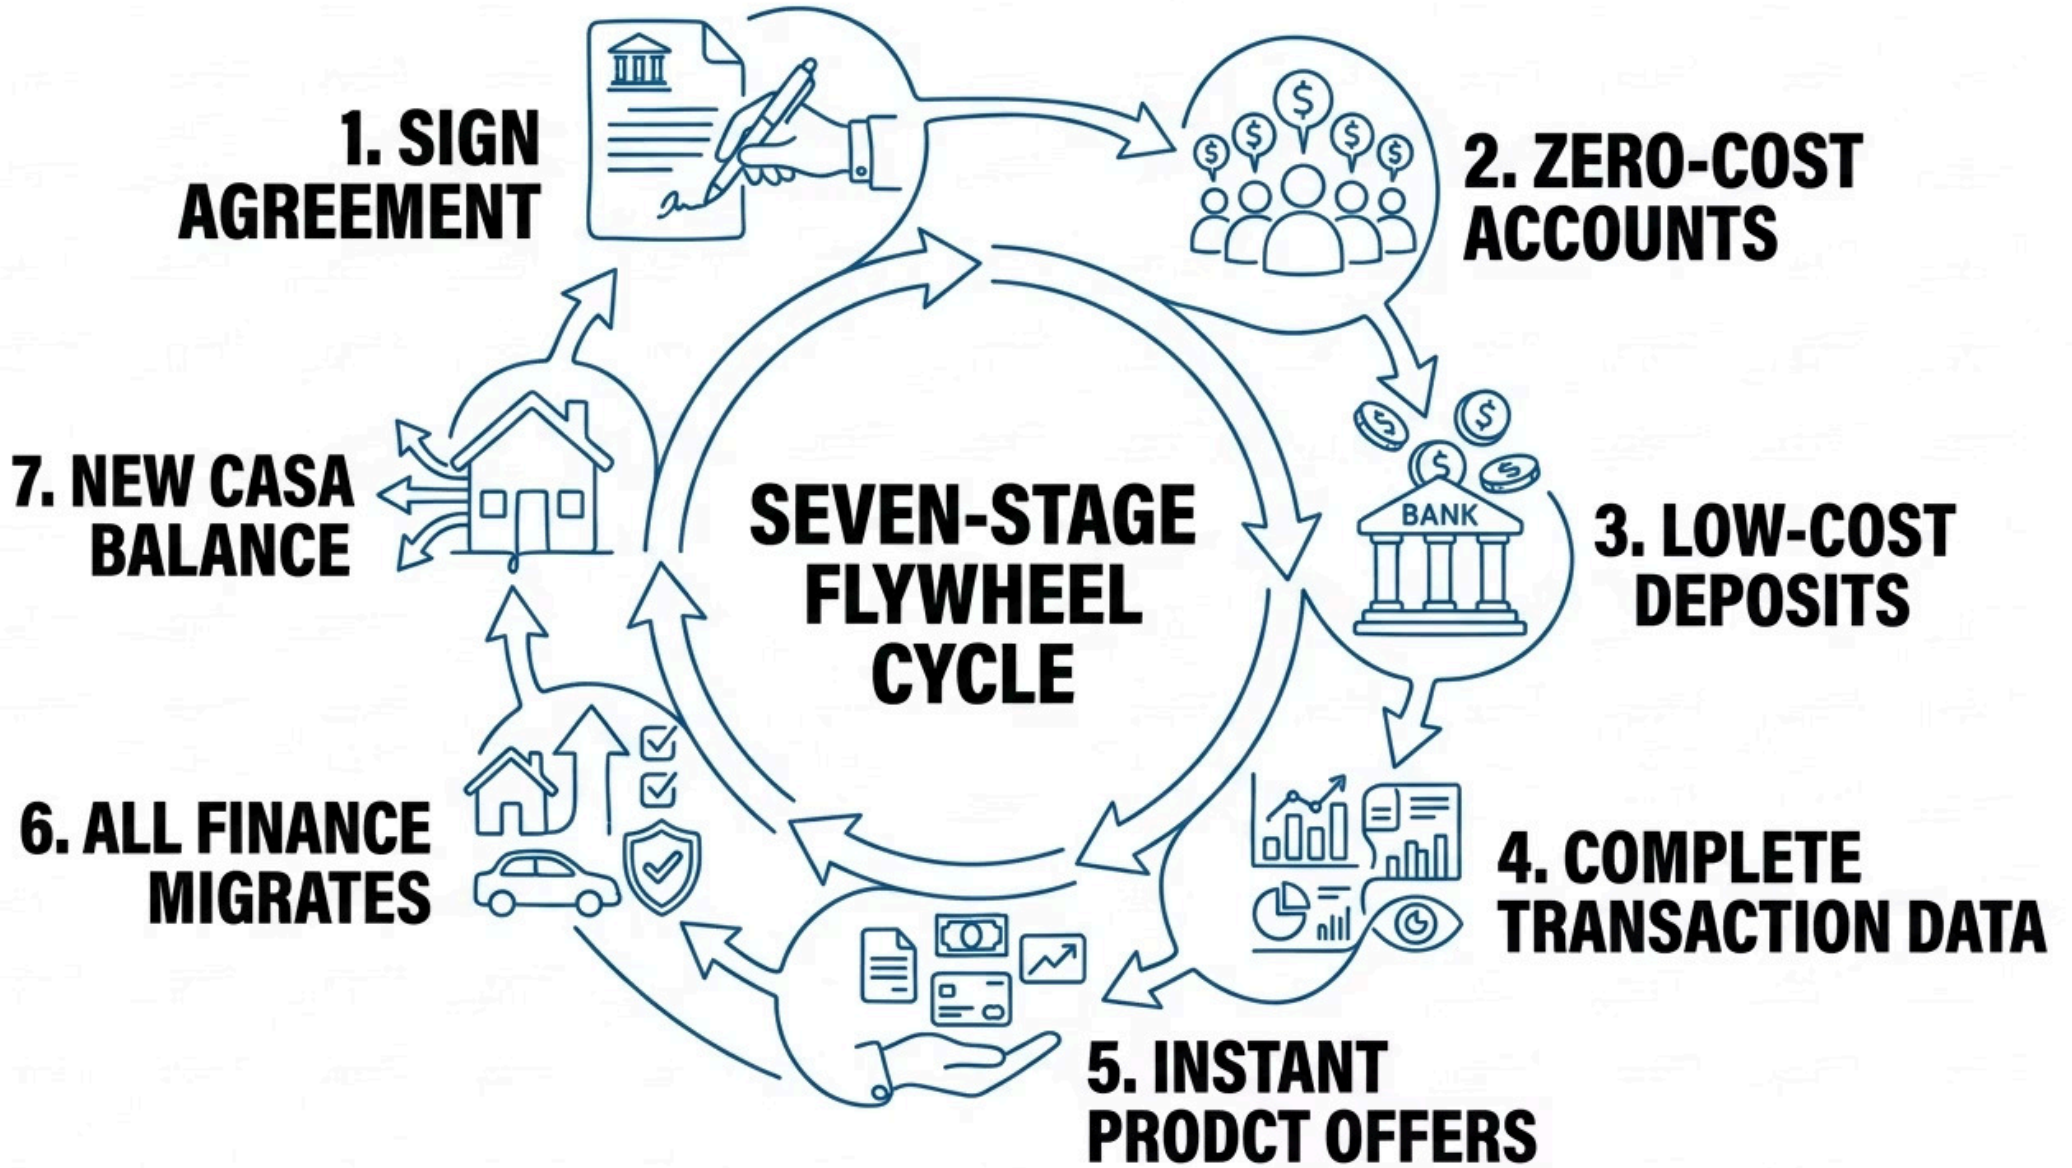 1. SIGN
AGREEMENT
2. ZERO-COST
ACCOUNTS
BANK
3. LOW-COST
DEPOSITS
4. COMPLETE
TRANSACTION DATA
5. INSTANT
PRODCT OFFERS
6. ALL FINANCE
MIGRATES
7. NEW CASA
BALANCE
SEVEN-STAGE
FLYWHEEL
CYCLE